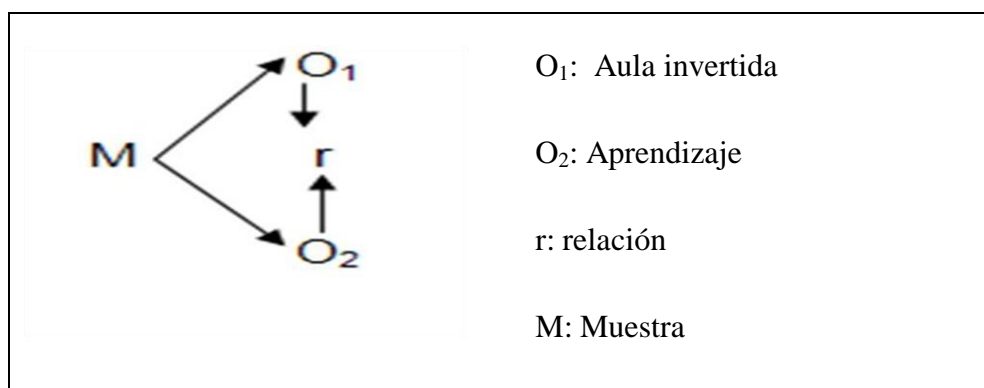 O₁
M
r
O₂
O₁: Aula invertida
O₂: Aprendizaje
r: relación
M: Muestra